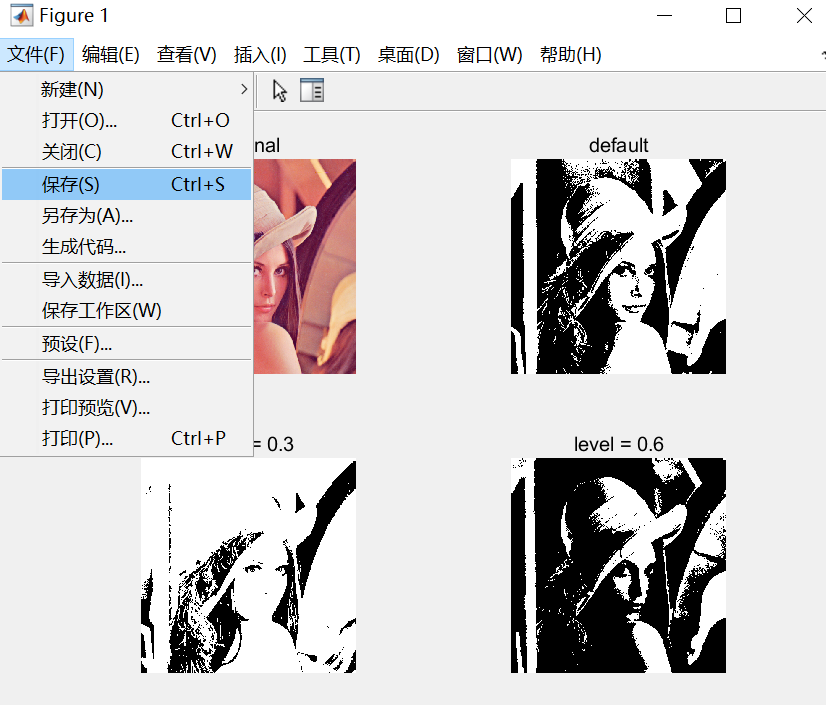 Figure 1
文件(F) 编辑(E) 查看(V) 插入(I) 工具(T) 桌面(D) 窗口(W) 帮助(H)
新建(N)
打开(O)... Ctrl+O
关闭(C) Ctrl+W
保存(S) Ctrl+S
另存为(A)...
生成代码...
导入数据(I)...
保存工作区(W)
预设(F)...
导出设置(R)...
打印预览(V)...
打印(P)... Ctrl+P
nal
default
= 0.3
level = 0.6